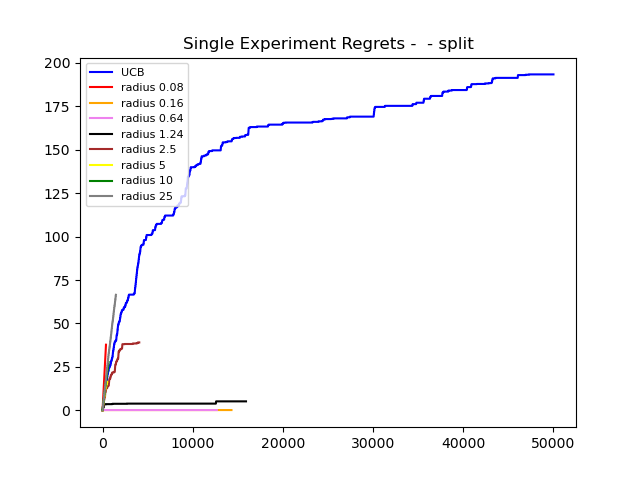 Single Experiment Regrets -  - split
200
175
150
125
100
75
50
25
0
UCB
radius 0.08
radius 0.16
radius 0.64
radius 1.24
radius 2.5
radius 5
radius 10
radius 25
0 10000 20000 30000 40000 50000